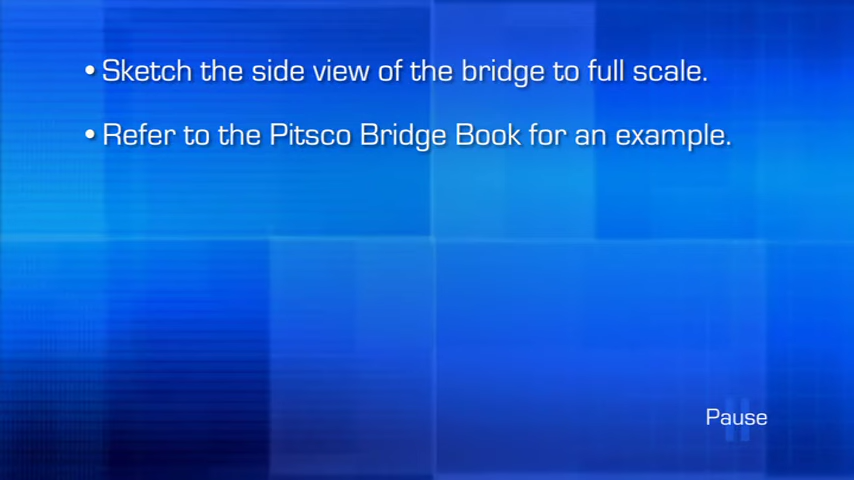 • Sketch the side view of the bridge to full scale.
• Refer to the Pitsco Bridge Book for an example.
Pause